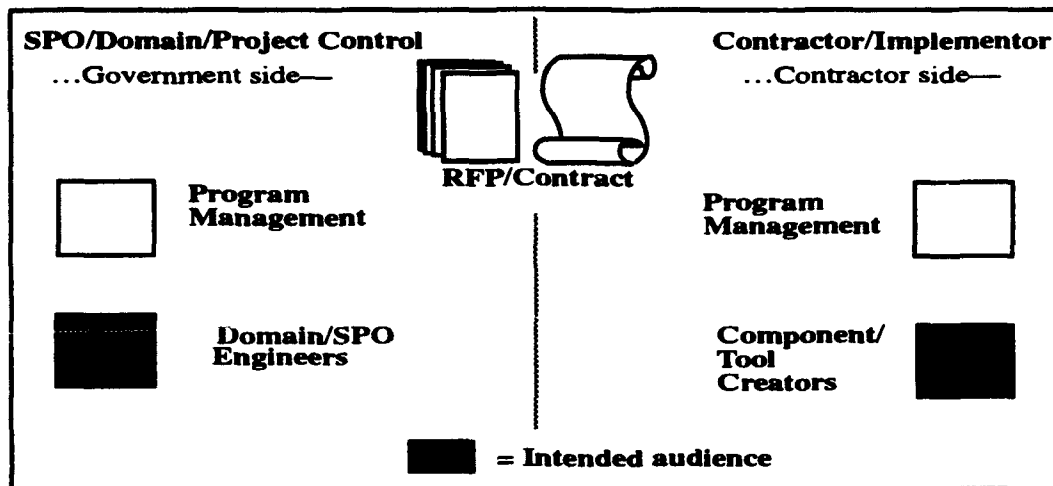 SPO/Domain/Project Control
...Government side—
Contractor/Implementor
...Contractor side—
RFP/Contract
Program
Management
Program
Management
Domain/SPO
Engineers
Component/
Tool
Creators
= Intended audience